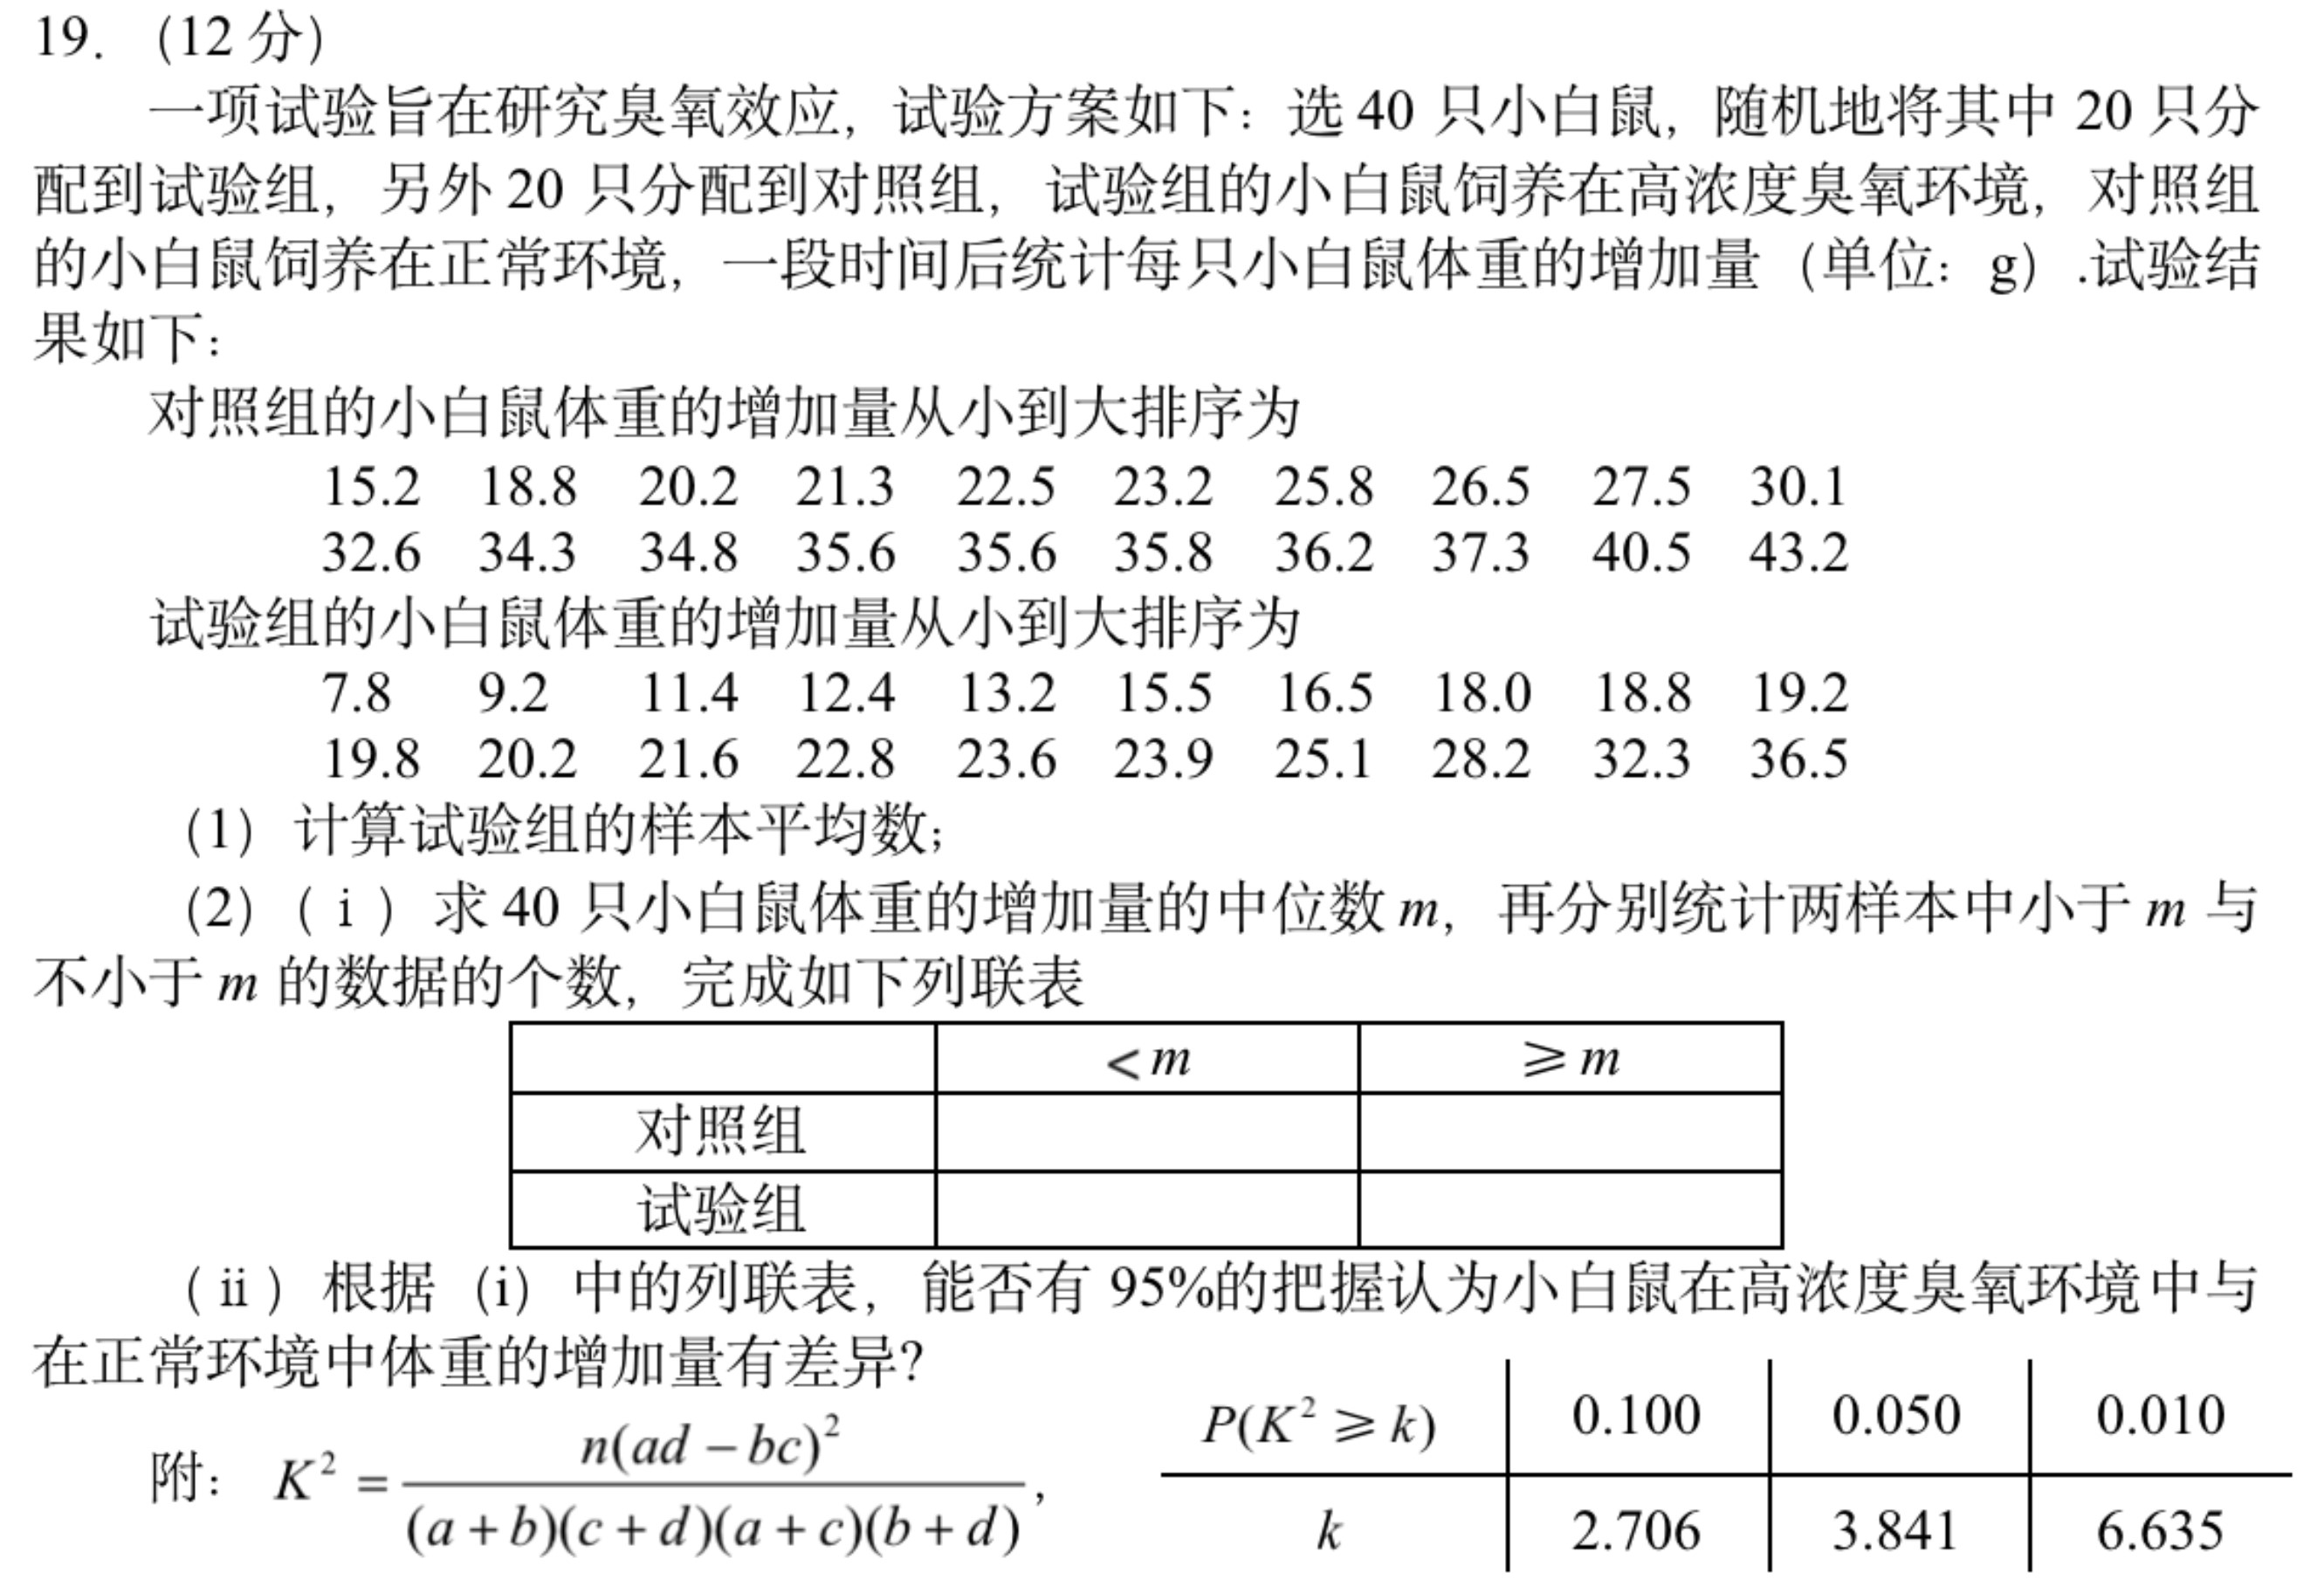 19.（12 分）
一项试验旨在研究臭氧效应，试验方案如下：选 40 只小白鼠，随机地将其中 20 只分
配到试验组，另外 20 只分配到对照组，试验组的小白鼠饲养在高浓度臭氧环境，对照组
的小白鼠饲养在正常环境，一段时间后统计每只小白鼠体重的增加量（单位：g）.试验结
果如下：
对照组的小白鼠体重的增加量从小到大排序为
15.2 18.8 20.2 21.3 22.5 23.2 25.8 26.5 27.5 30.1
32.6 34.3 34.8 35.6 35.6 35.8 36.2 37.3 40.5 43.2
试验组的小白鼠体重的增加量从小到大排序为
7.8 9.2 11.4 12.4 13.2 15.5 16.5 18.0 18.8 19.2
19.8 20.2 21.6 22.8 23.6 23.9 25.1 28.2 32.3 36.5
（1）计算试验组的样本平均数；
（2）（ⅰ）求 40 只小白鼠体重的增加量的中位数 m，再分别统计两样本中小于 m 与
不小于 m 的数据的个数，完成如下列联表
< m ⩾ m
对照组
试验组
（ⅱ）根据（i）中的列联表，能否有 95%的把握认为小白鼠在高浓度臭氧环境中与
在正常环境中体重的增加量有差异？
附：K² = n(ad − bc)² / (a + b)(c + d)(a + c)(b + d)，
P(K² ⩾ k) 0.100 0.050 0.010
k 2.706 3.841 6.635